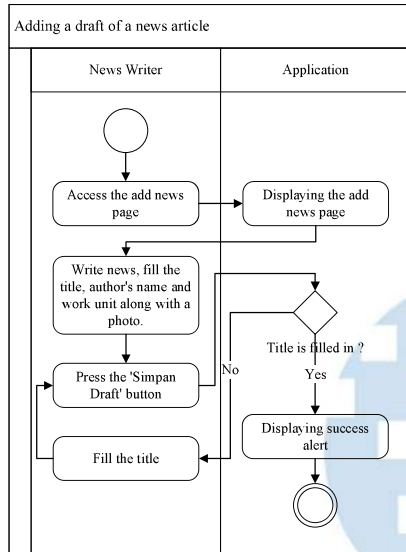 Adding a draft of a news article
News Writer
Application
Access the add news
page
Displaying the add
news page
Write news, fill the
title, author's name and
work unit along with a
photo.
Title is filled in ?
Press the 'Simpan
Draft' button
No
Yes
Displaying success
alert
Fill the title